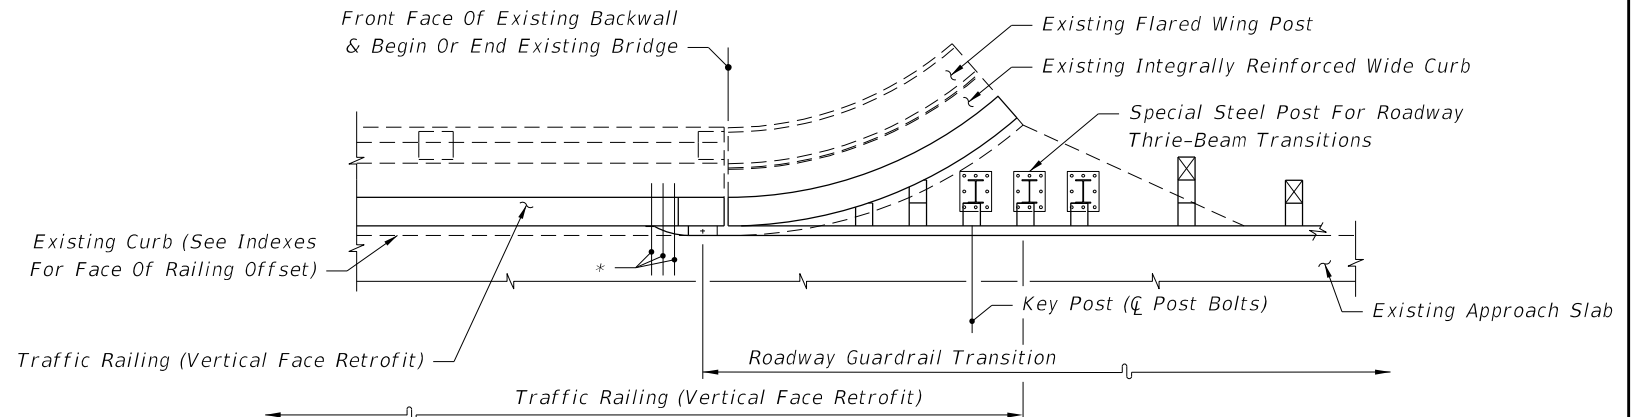 Front Face Of Existing Backwall
& Begin Or End Existing Bridge
Existing Flared Wing Post
Existing Integrally Reinforced Wide Curb
Special Steel Post For Roadway
Thrie-Beam Transitions
Existing Curb (See Indexes
For Face Of Railing Offset)
*
Key Post (℄ Post Bolts)
Existing Approach Slab
Traffic Railing (Vertical Face Retrofit)
Roadway Guardrail Transition
Traffic Railing (Vertical Face Retrofit)